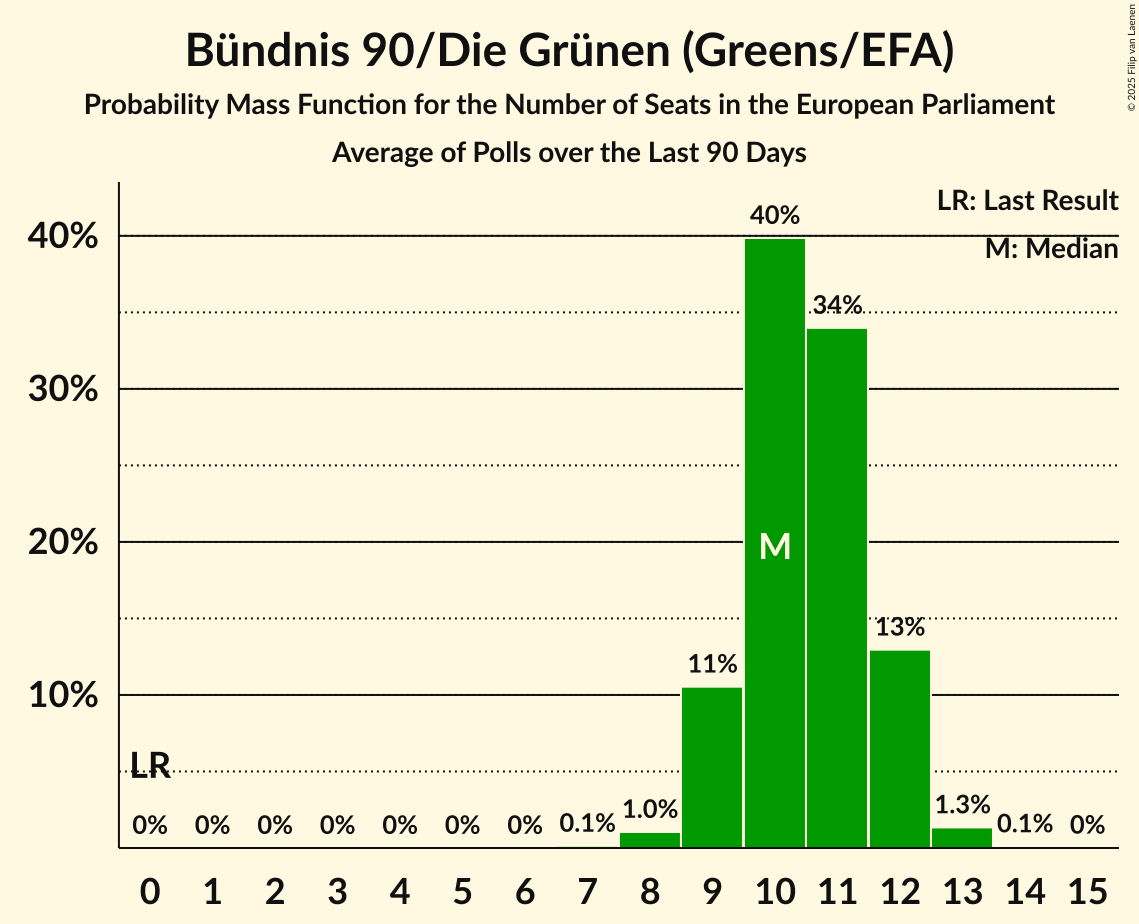 Bündnis 90/Die Grünen (Greens/EFA)
Probability Mass Function for the Number of Seats in the European Parliament
Average of Polls over the Last 90 Days
© 2025 Filip van Laenen
LR: Last Result
M: Median
40%
30%
20%
10%
LR
M
0% 0% 0% 0% 0% 0% 0% 0.1% 1.0% 11% 40% 34% 13% 1.3% 0.1% 0%
0 1 2 3 4 5 6 7 8 9 10 11 12 13 14 15